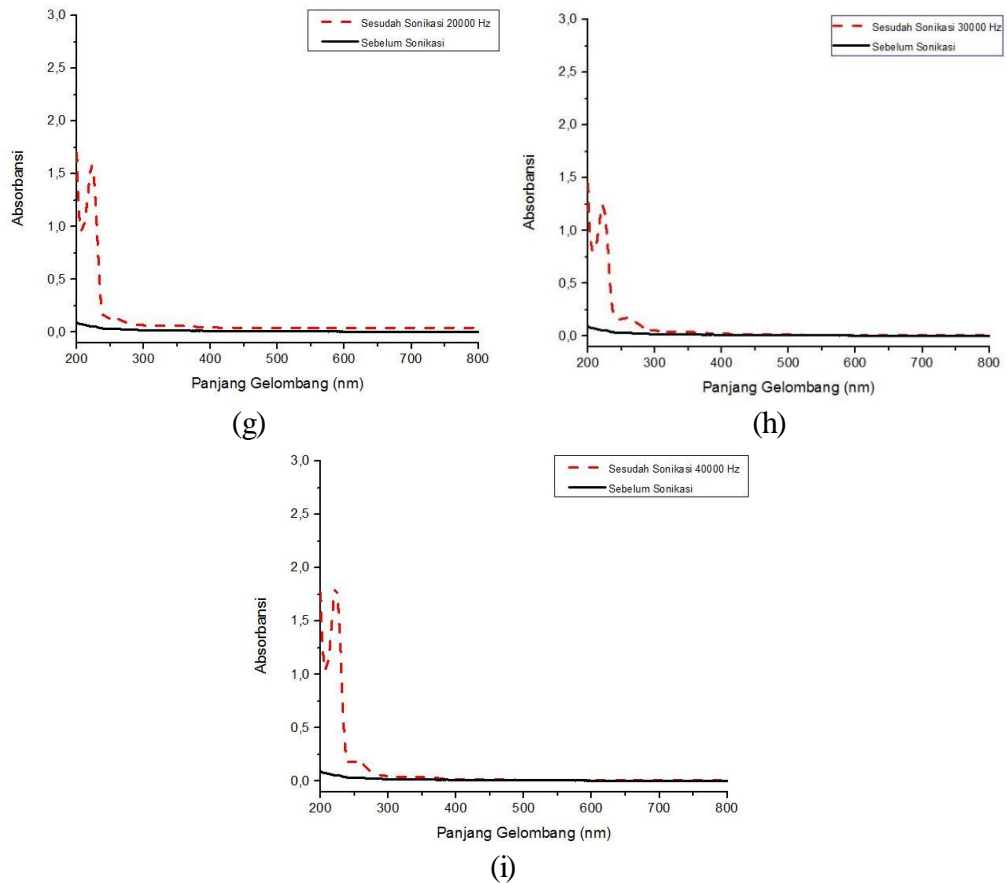 Sesudah Sonikasi 20000 Hz
Sebelum Sonikasi
3,0
2,5
2,0
1,5
1,0
0,5
0,0
Absorbansi
200 300 400 500 600 700 800
Panjang Gelombang (nm)
(g)
Sesudah Sonikasi 30000 Hz
Sebelum Sonikasi
3,0
2,5
2,0
1,5
1,0
0,5
0,0
Absorbansi
200 300 400 500 600 700 800
Panjang Gelombang (nm)
(h)
Sesudah Sonikasi 40000 Hz
Sebelum Sonikasi
3,0
2,5
2,0
1,5
1,0
0,5
0,0
Absorbansi
200 300 400 500 600 700 800
Panjang Gelombang (nm)
(i)